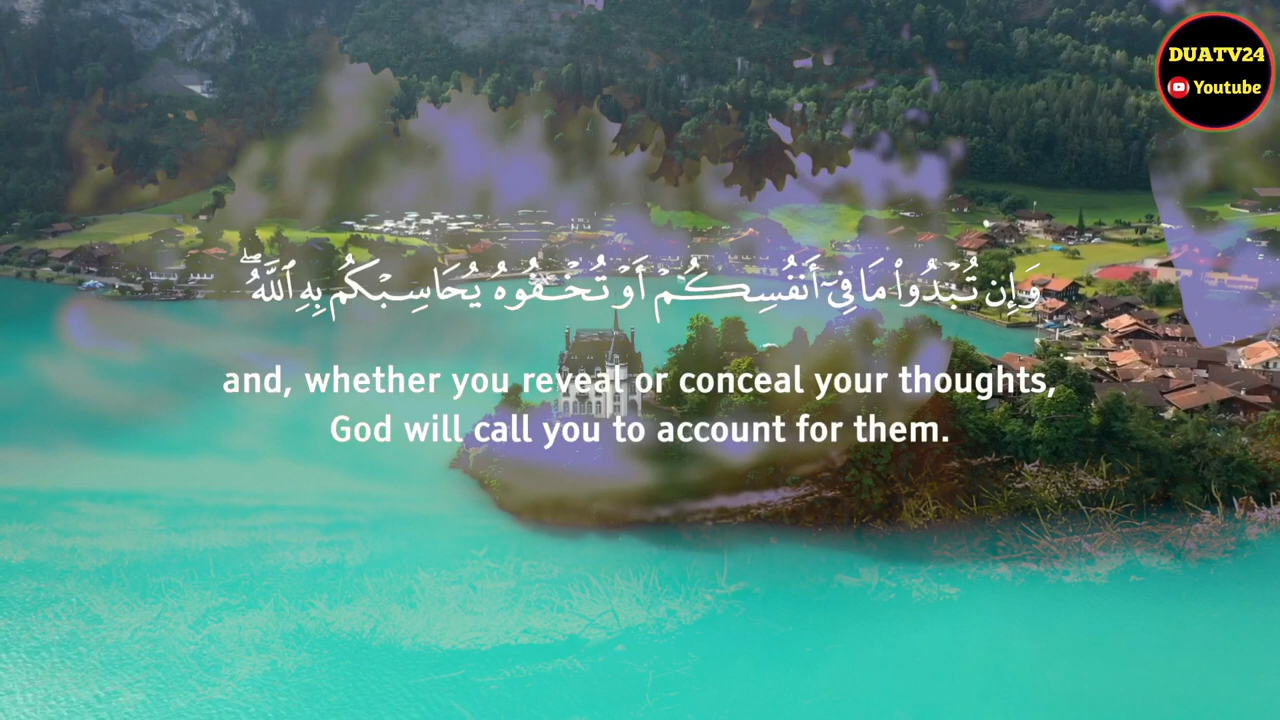 DUATV24
Youtube
وَإِن تُبْدُوا۟ مَا فِىٓ أَنفُسِكُمْ أَوْ تُخْفُوهُ يُحَاسِبْكُم بِهِ ٱللَّهُ ۖ
and, whether you reveal or conceal your thoughts,
God will call you to account for them.